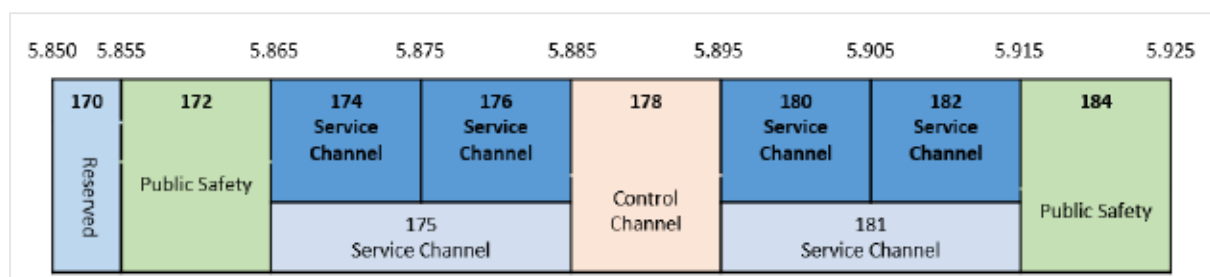 5.850 5.855 5.865 5.875 5.885 5.895 5.905 5.915 5.925
170 172 174 176 178 180 182 184
Service Service Service Service
Channel Channel Channel Channel
Reserved
Public Safety
Control
Channel
Public Safety
175
Service Channel
181
Service Channel